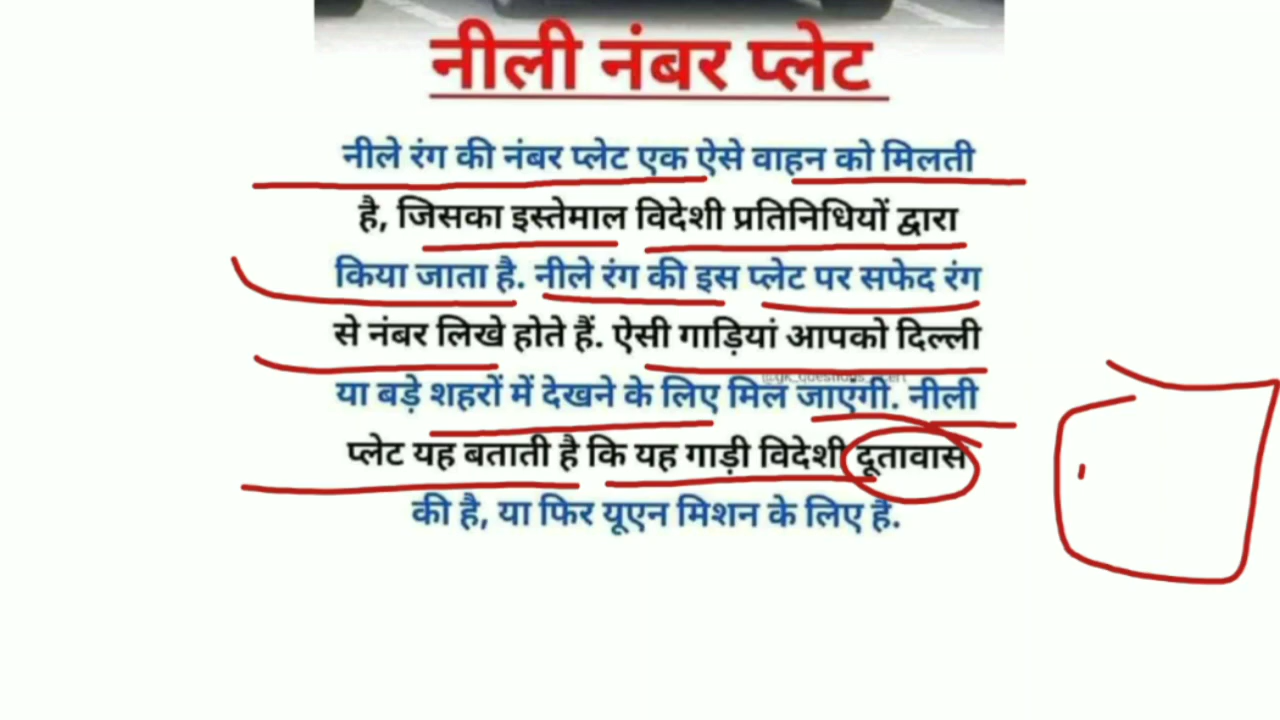 नीली नंबर प्लेट
नीले रंग की नंबर प्लेट एक ऐसे वाहन को मिलती
है, जिसका इस्तेमाल विदेशी प्रतिनिधियों द्वारा
किया जाता है. नीले रंग की इस प्लेट पर सफेद रंग
से नंबर लिखे होते हैं. ऐसी गाड़ियां आपको दिल्ली
या बड़े शहरों में देखने के लिए मिल जाएंगी. नीली
प्लेट यह बताती है कि यह गाड़ी विदेशी दूतावास
की है, या फिर यूएन मिशन के लिए है.